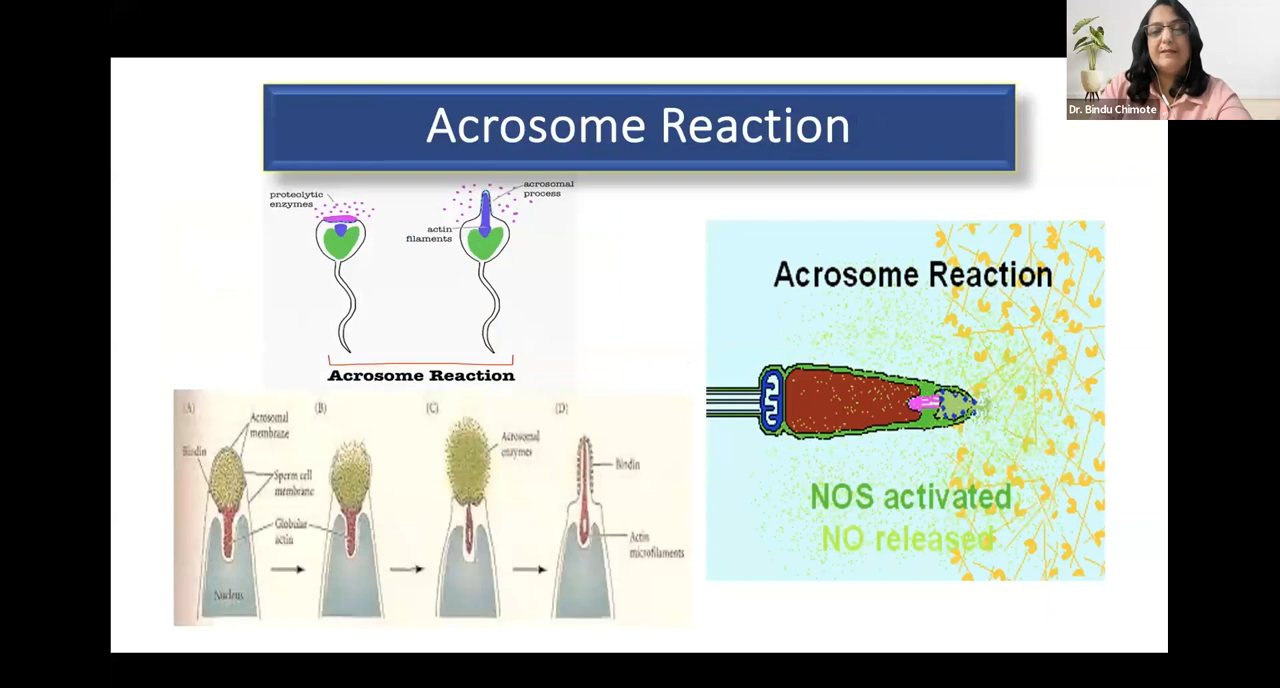 Dr. Bindu Chimote
Acrosome Reaction
proteolytic
enzymes
acrosomal
process
actin
filaments
Acrosome Reaction
(A)
(B)
(C)
(D)
Acrosomal
membrane
Bindin
Sperm cell
membrane
Globular
actin
Nucleus
Acrosomal
enzymes
Bindin
Actin
microfilaments
Acrosome Reaction
NOS activated
NO released